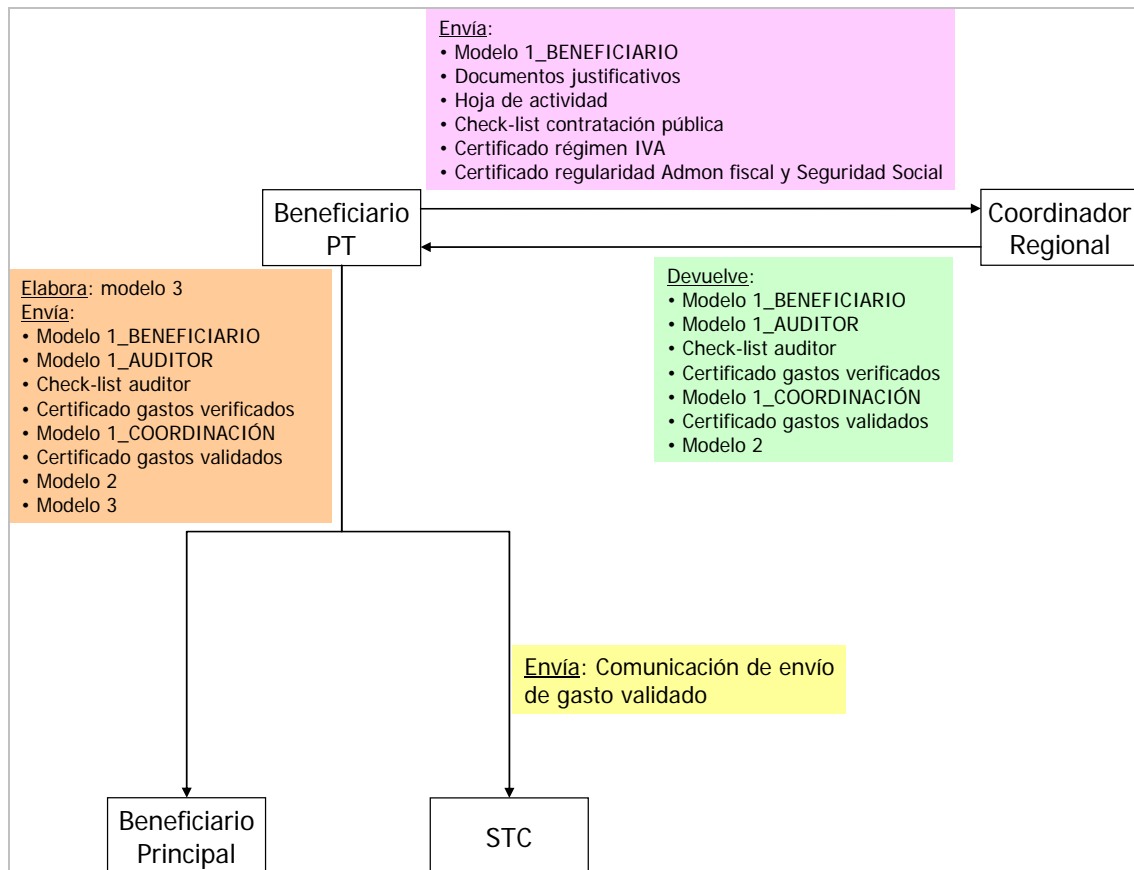 Envía:
• Modelo 1_BENEFICIARIO
• Documentos justificativos
• Hoja de actividad
• Check-list contratación pública
• Certificado régimen IVA
• Certificado regularidad Admon fiscal y Seguridad Social
Beneficiario
PT
Coordinador
Regional
Elabora: modelo 3
Envía:
• Modelo 1_BENEFICIARIO
• Modelo 1_AUDITOR
• Check-list auditor
• Certificado gastos verificados
• Modelo 1_COORDINACIÓN
• Certificado gastos validados
• Modelo 2
• Modelo 3
Devuelve:
• Modelo 1_BENEFICIARIO
• Modelo 1_AUDITOR
• Check-list auditor
• Certificado gastos verificados
• Modelo 1_COORDINACIÓN
• Certificado gastos validados
• Modelo 2
Envía: Comunicación de envío
de gasto validado
Beneficiario
Principal
STC